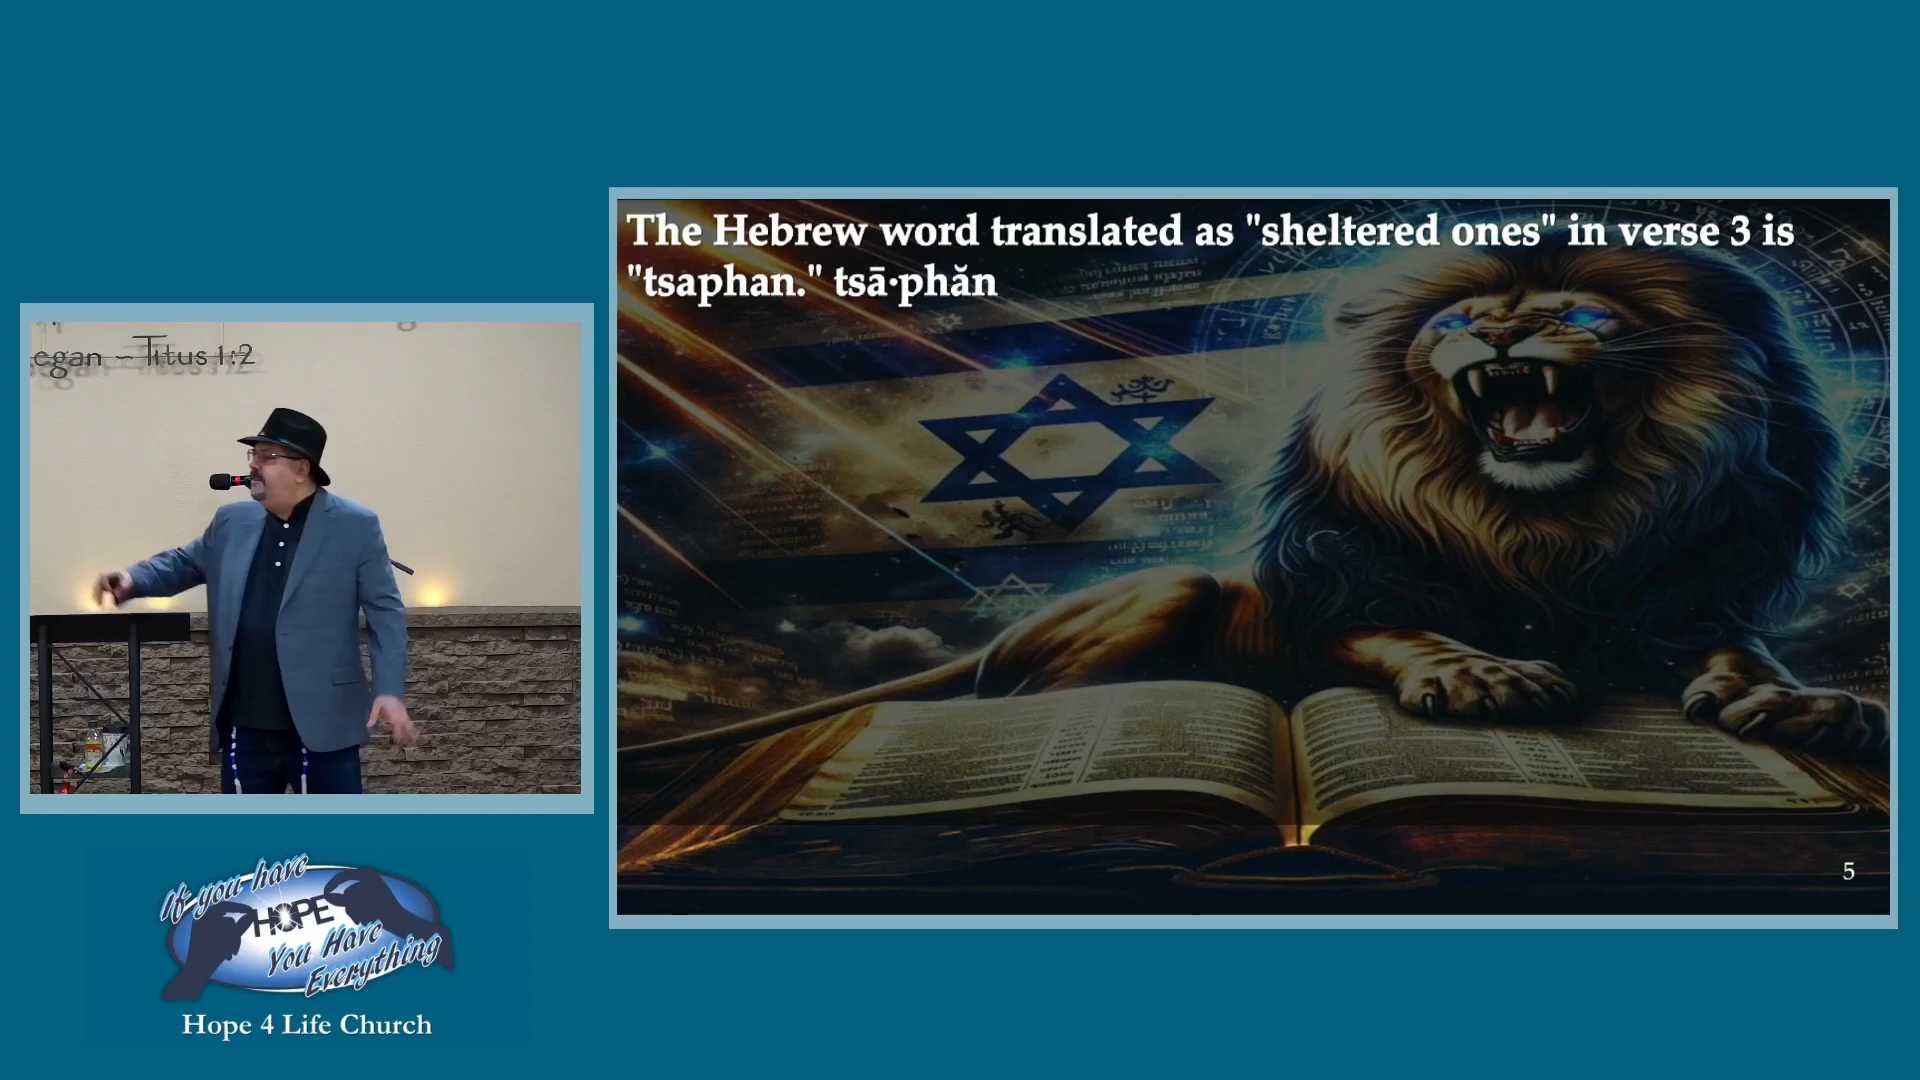 The Hebrew word translated as "sheltered ones" in verse 3 is
"tsaphan." tsā·phăn
egan ~ Titus 1:2
5
If you have
HOPE
You Have
Everything
Hope 4 Life Church